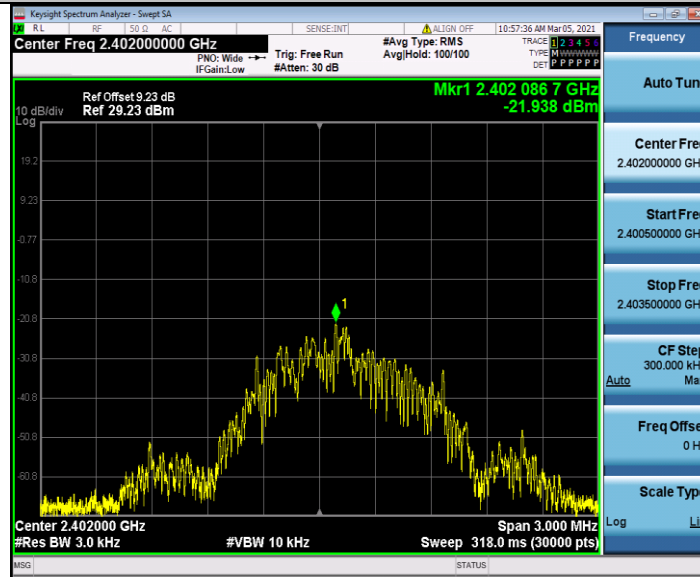 Keysight Spectrum Analyzer - Swept SA
RL RF 50 Ω AC SENSE:INT ALIGN OFF 10:57:36 AM Mar 05, 2021
Center Freq 2.402000000 GHz
PNO: Wide
IFGain:Low
Trig: Free Run
#Atten: 30 dB
#Avg Type: RMS
Avg|Hold: 100/100
TRACE 1 2 3 4 5 6
TYPE M WWWWW
DET P P P P P P
Ref Offset 9.23 dB
10 dB/div Ref 29.23 dBm
Log
Mkr1 2.402 086 7 GHz
-21.938 dBm
19.2
9.23
-0.77
-10.8
-20.8
-30.8
-40.8
-50.8
-60.8
1
Center 2.402000 GHz Span 3.000 MHz
#Res BW 3.0 kHz #VBW 10 kHz Sweep 318.0 ms (30000 pts)
MSG STATUS
Frequency
Auto Tun
Center Fre
2.402000000 GH
Start Fre
2.400500000 GH
Stop Fre
2.403500000 GH
CF Step
300.000 kH
Auto Ma
Freq Offse
0 H
Scale Type
Log Li